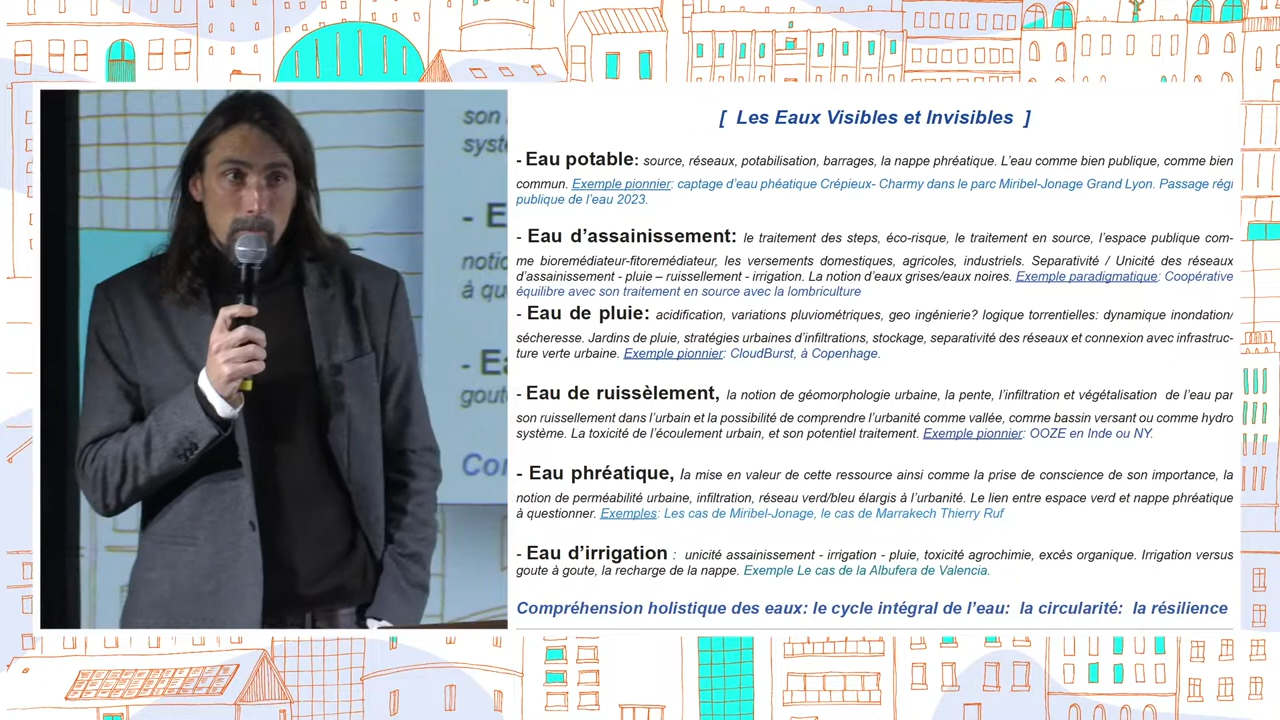 son
syst
- E
notio
à qu
- Ea
gout
Con
[ Les Eaux Visibles et Invisibles ]
- Eau potable: source, réseaux, potabilisation, barrages, la nappe phréatique. L’eau comme bien publique, comme bien
commun. Exemple pionnier: captage d’eau phéatique Crépieux- Charmy dans le parc Miribel-Jonage Grand Lyon. Passage régi
publique de l’eau 2023.
- Eau d’assainissement: le traitement des steps, éco-risque, le traitement en source, l’espace publique com-
me bioremédiateur-fitoremédiateur, les versements domestiques, agricoles, industriels. Separativité / Unicité des réseaux
d’assainissement - pluie – ruissellement - irrigation. La notion d’eaux grises/eaux noires. Exemple paradigmatique: Coopérative
équilibre avec son traitement en source avec la lombriculture
- Eau de pluie: acidification, variations pluviométriques, geo ingénierie? logique torrentielles: dynamique inondation/
sécheresse. Jardins de pluie, stratégies urbaines d’infiltrations, stockage, separativité des réseaux et connexion avec infrastruc-
ture verte urbaine. Exemple pionnier: CloudBurst, à Copenhage.
- Eau de ruissèlement, la notion de géomorphologie urbaine, la pente, l’infiltration et végétalisation de l’eau par
son ruissellement dans l’urbain et la possibilité de comprendre l’urbanité comme vallée, comme bassin versant ou comme hydro
système. La toxicité de l’écoulement urbain, et son potentiel traitement. Exemple pionnier: OOZE en Inde ou NY.
- Eau phréatique, la mise en valeur de cette ressource ainsi comme la prise de conscience de son importance, la
notion de perméabilité urbaine, infiltration, réseau verd/bleu élargis à l’urbanité. Le lien entre espace verd et nappe phréatique
à questionner. Exemples: Les cas de Miribel-Jonage, le cas de Marrakech Thierry Ruf
- Eau d’irrigation : unicité assainissement - irrigation - pluie, toxicité agrochimie, excès organique. Irrigation versus
goute à goute, la recharge de la nappe. Exemple Le cas de la Albufera de Valencia.
Compréhension holistique des eaux: le cycle intégral de l’eau: la circularité: la résilience